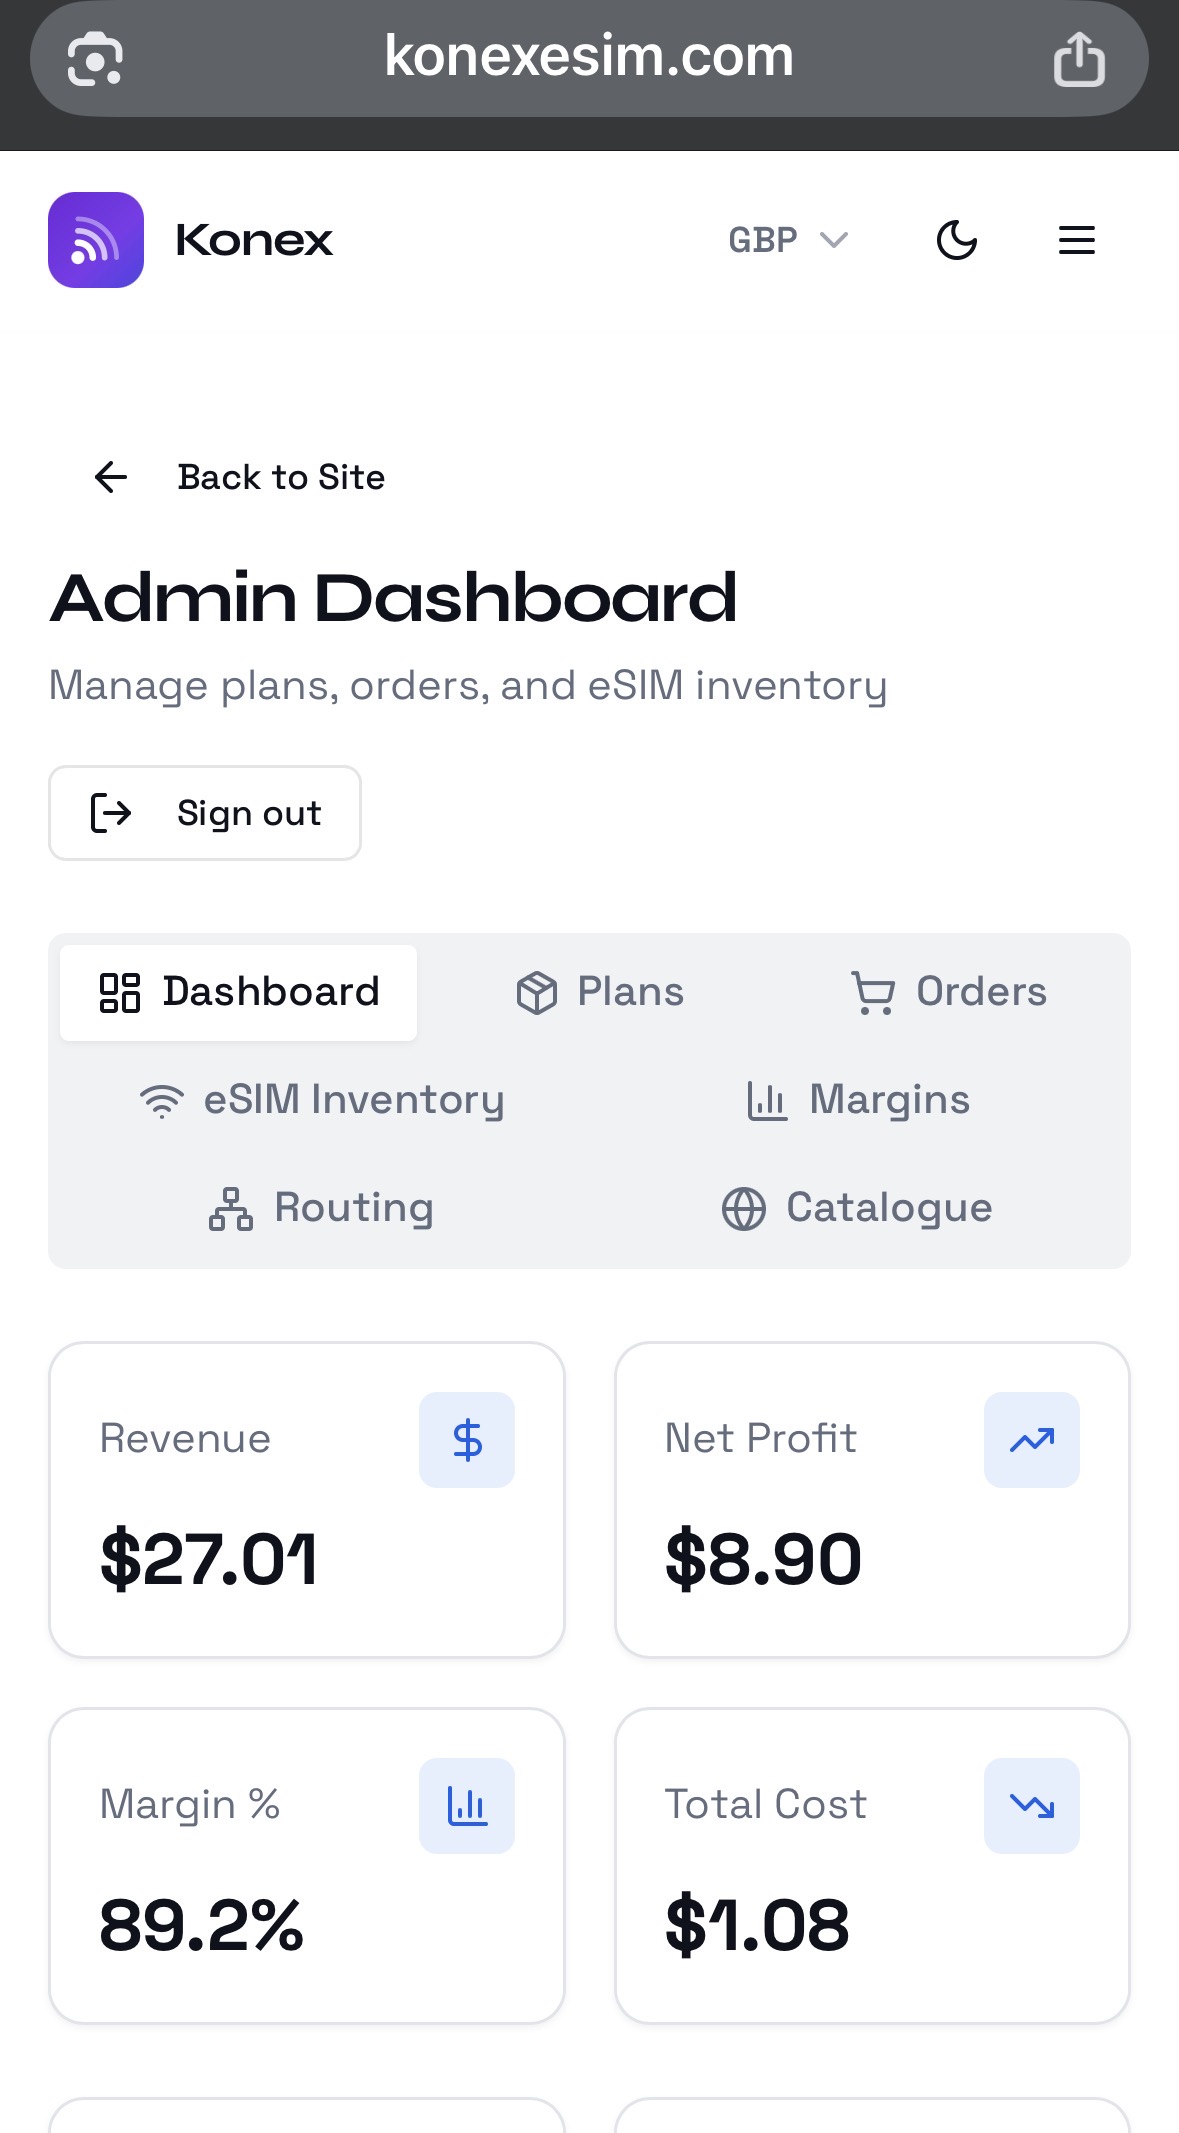 konexesim.com
Konex
GBP
Back to Site
Admin Dashboard
Manage plans, orders, and eSIM inventory
Sign out
Dashboard
Plans
Orders
eSIM Inventory
Margins
Routing
Catalogue
Revenue
$27.01
Net Profit
$8.90
Margin %
89.2%
Total Cost
$1.08